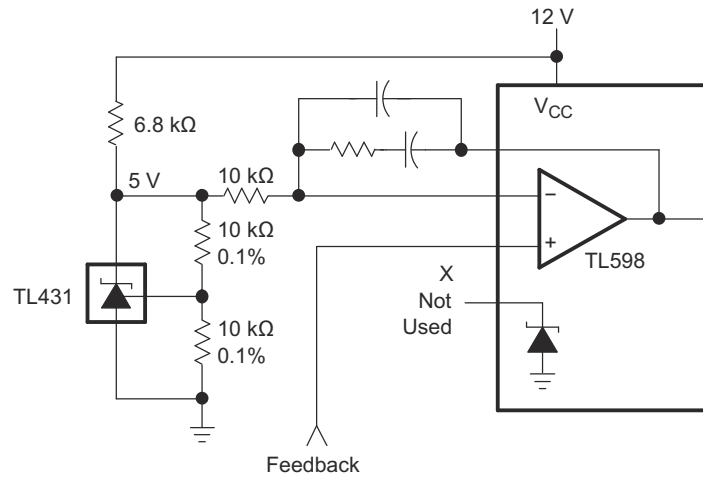 12 V
V_CC
6.8 kΩ
5 V
10 kΩ
10 kΩ
0.1%
−
+
TL598
TL431
X
Not
Used
10 kΩ
0.1%
Feedback